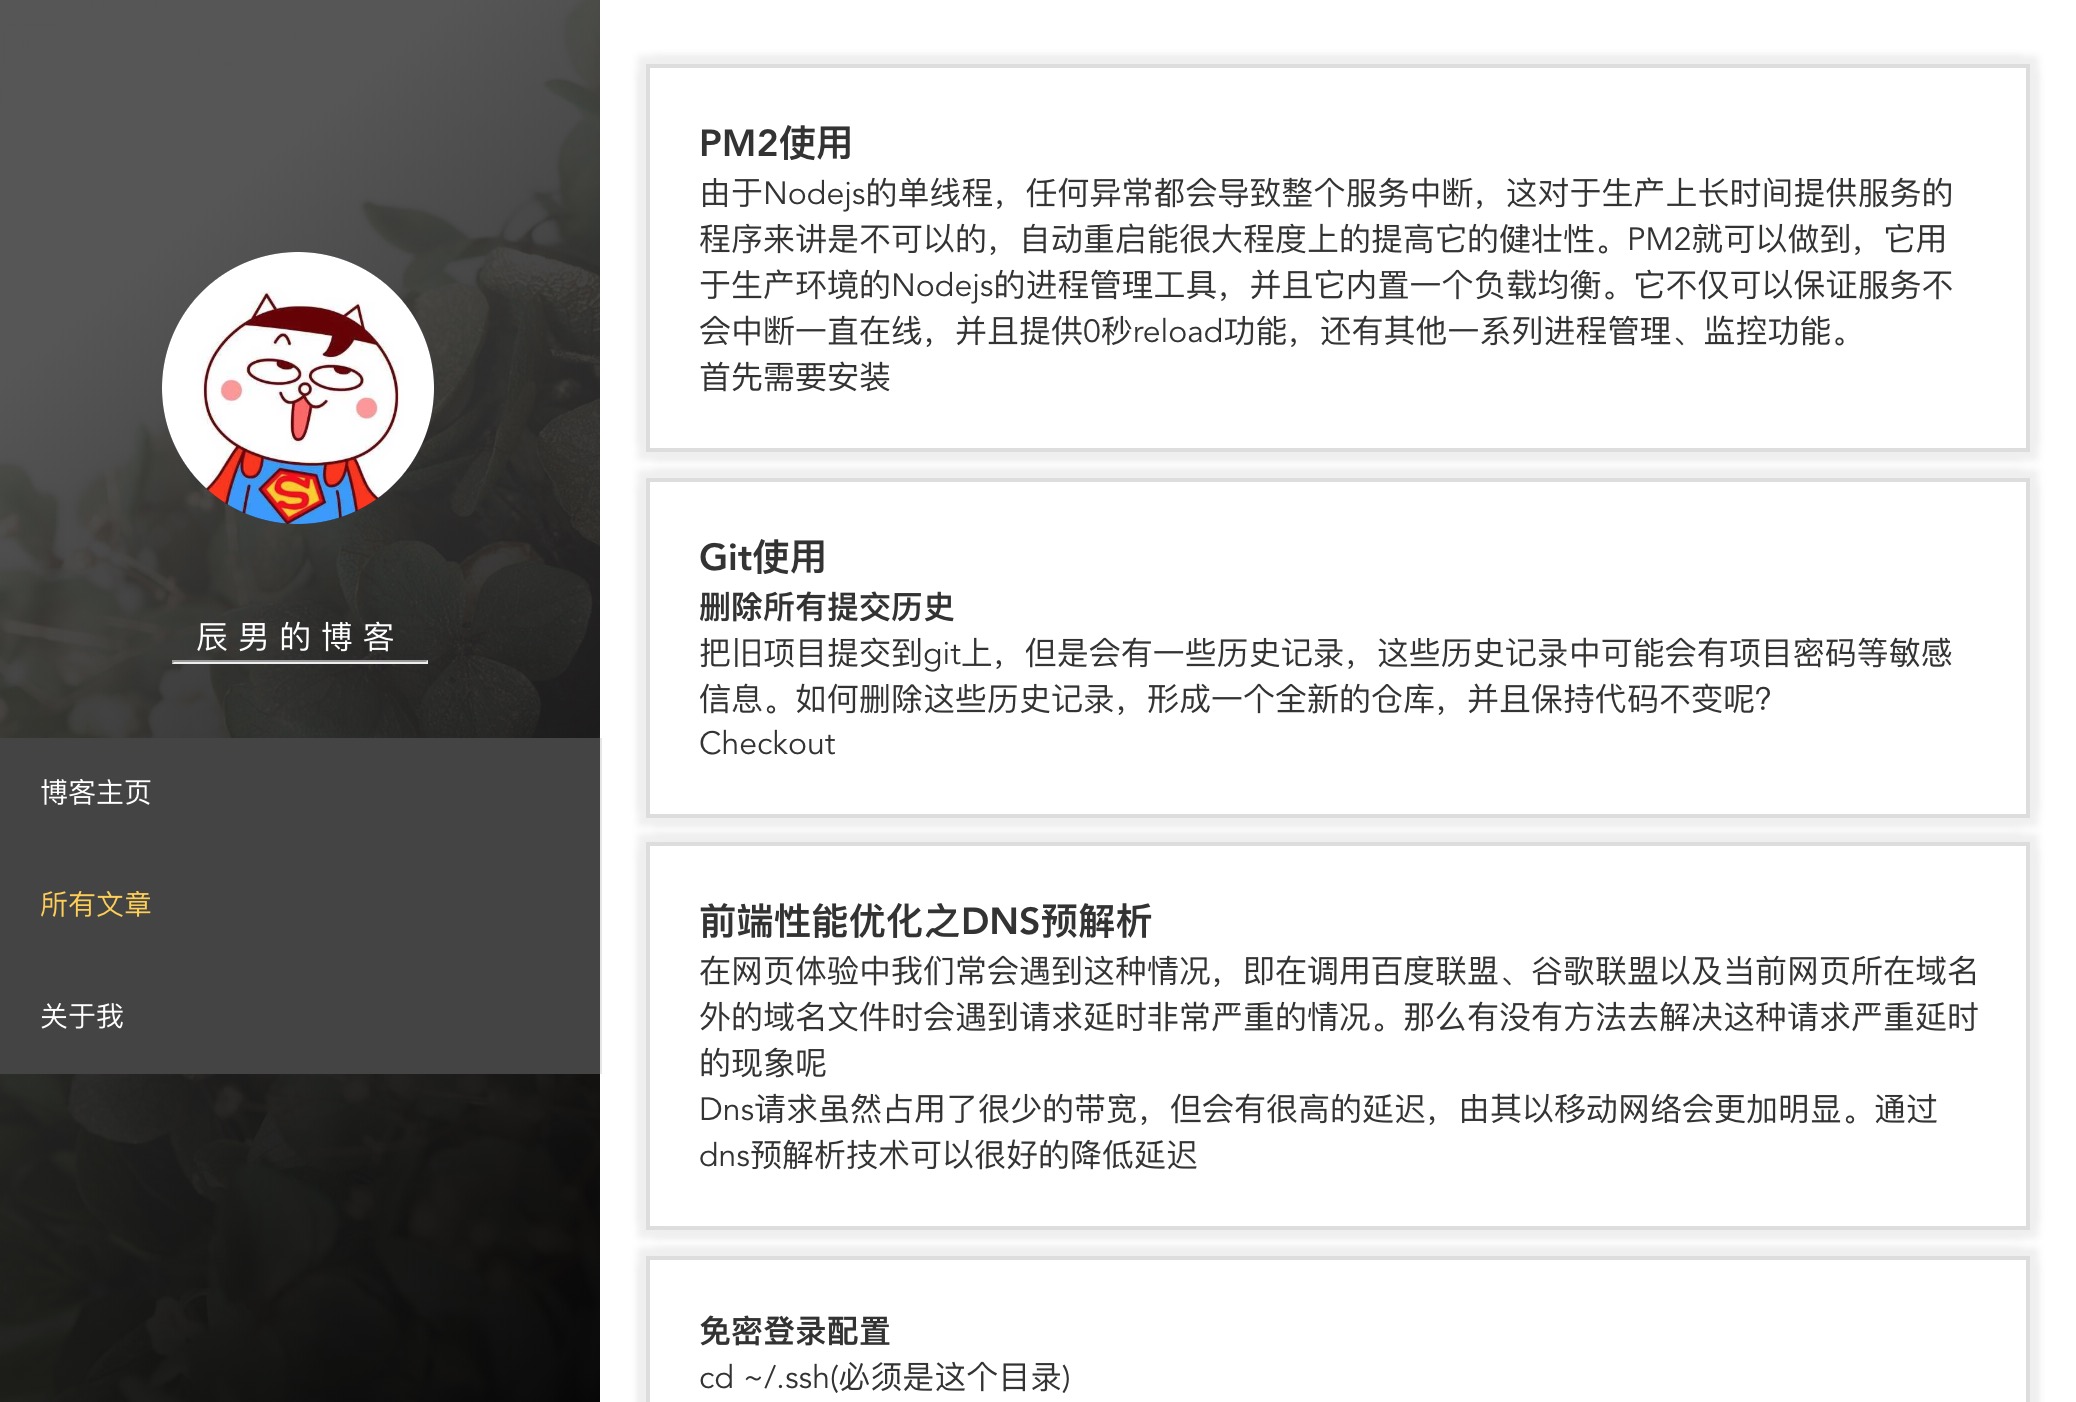 辰男的博客
博客主页
所有文章
关于我
PM2使用
由于Nodejs的单线程，任何异常都会导致整个服务中断，这对于生产上长时间提供服务的
程序来讲是不可以的，自动重启能很大程度上的提高它的健壮性。PM2就可以做到，它用
于生产环境的Nodejs的进程管理工具，并且它内置一个负载均衡。它不仅可以保证服务不
会中断一直在线，并且提供0秒reload功能，还有其他一系列进程管理、监控功能。
首先需要安装
Git使用
删除所有提交历史
把旧项目提交到git上，但是会有一些历史记录，这些历史记录中可能会有项目密码等敏感
信息。如何删除这些历史记录，形成一个全新的仓库，并且保持代码不变呢？
Checkout
前端性能优化之DNS预解析
在网页体验中我们常会遇到这种情况，即在调用百度联盟、谷歌联盟以及当前网页所在域名
外的域名文件时会遇到请求延时非常严重的情况。那么有没有方法去解决这种请求严重延时
的现象呢
Dns请求虽然占用了很少的带宽，但会有很高的延迟，由其以移动网络会更加明显。通过
dns预解析技术可以很好的降低延迟
免密登录配置
cd ~/.ssh(必须是这个目录)